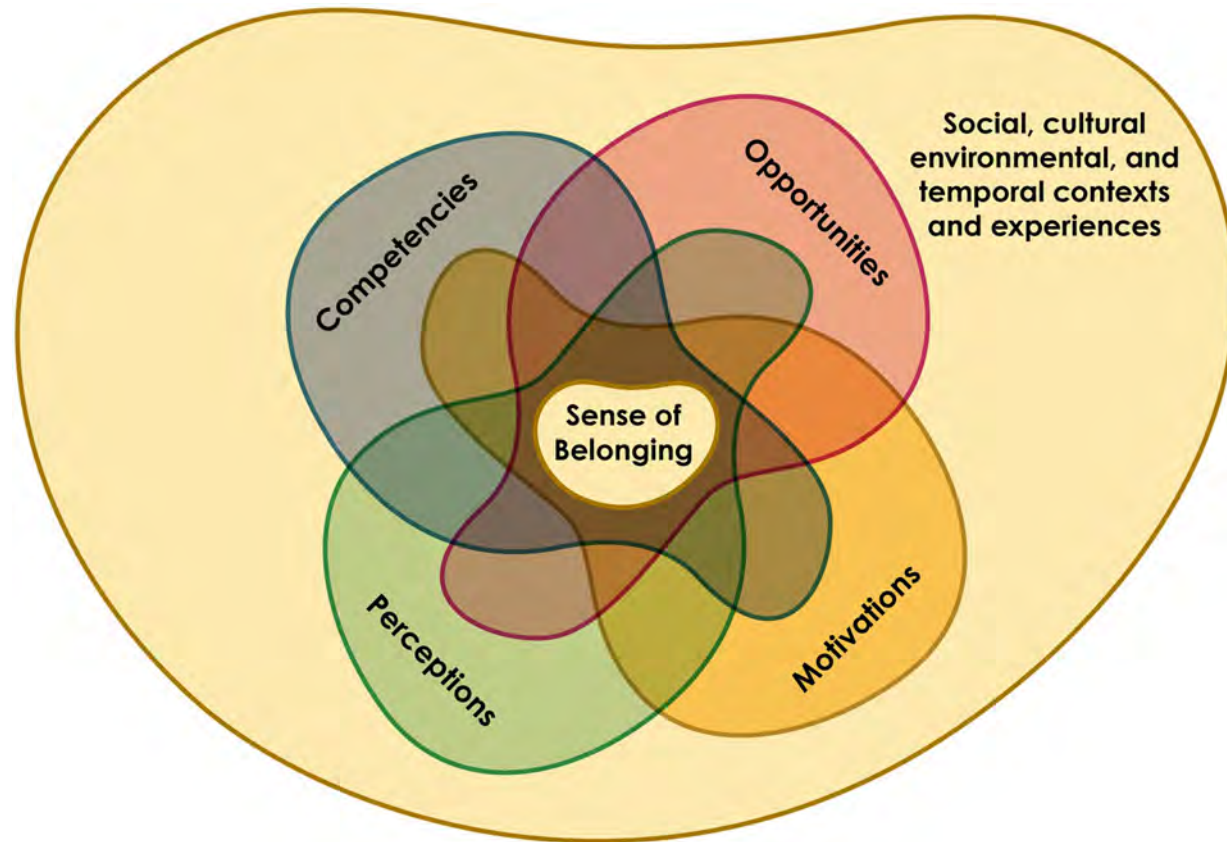 Competencies
Opportunities
Social, cultural
environmental, and
temporal contexts
and experiences
Sense of
Belonging
Perceptions
Motivations